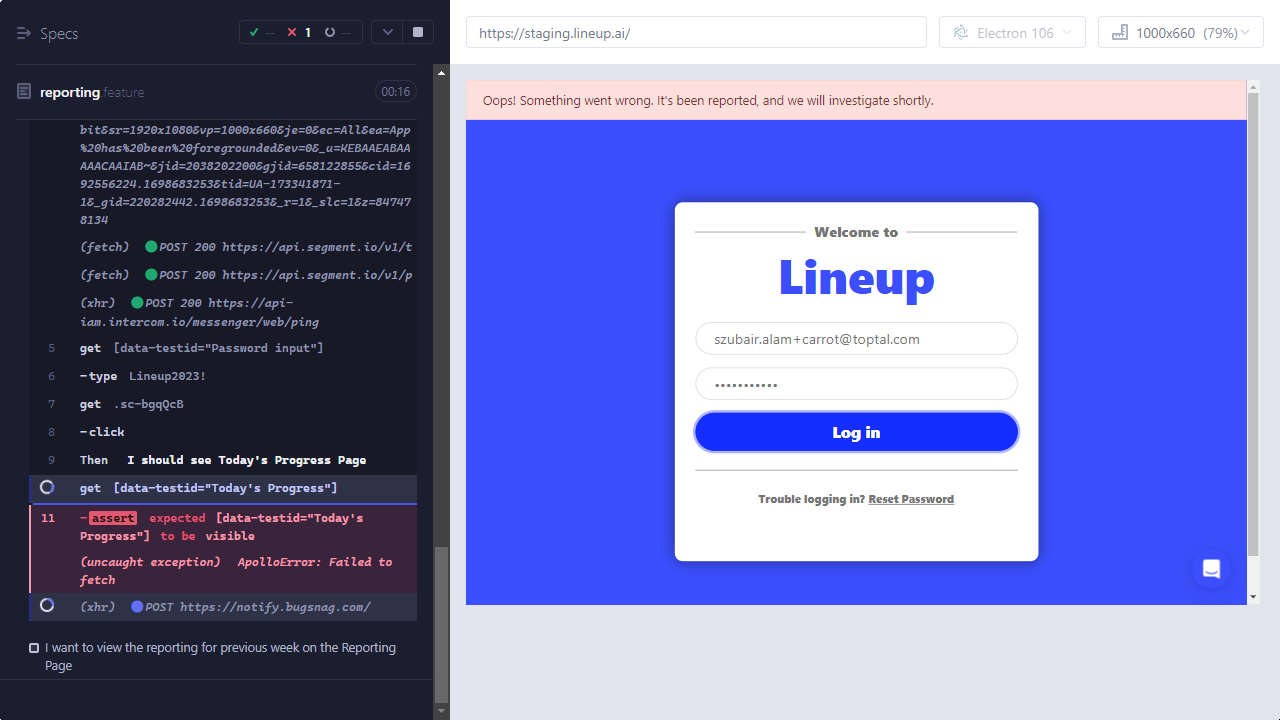 Specs
-- 1 --
reporting.feature 00:16
bit&sr=1920x1080&vp=1000x660&je=0&ec=All&ea=App
%20has%20been%20foregrounded&ev=0&_u=KEBAAEABAA
AAACAAIAB~&jid=2038202200&gjid=658122855&cid=16
92556224.1698683253&tid=UA-173341871-
1&_gid=220282442.1698683253&_r=1&_slc=1&z=847478
8134
(fetch) POST 200 https://api.segment.io/v1/t
(fetch) POST 200 https://api.segment.io/v1/p
(xhr) POST 200 https://api-
iam.intercom.io/messenger/web/ping
5 get [data-testid="Password input"]
6 -type Lineup2023!
7 get .sc-bgqQcB
8 -click
9 Then I should see Today's Progress Page
get [data-testid="Today's Progress"]
11 -assert expected [data-testid="Today's
Progress"] to be visible
(uncaught exception) ApolloError: Failed to
fetch
(xhr) POST https://notify.bugsnag.com/
I want to view the reporting for previous week on the Reporting
Page
https://staging.lineup.ai/
Electron 106
1000x660 (79%)
Oops! Something went wrong. It's been reported, and we will investigate shortly.
Welcome to
Lineup
szubair.alam+carrot@toptal.com
Log in
Trouble logging in? Reset Password